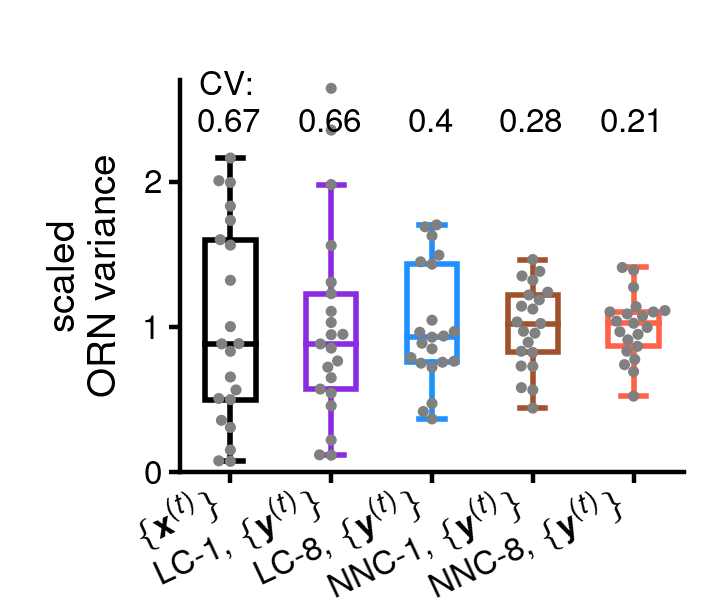 CV:
0.67 0.66 0.4 0.28 0.21
scaled
ORN variance
2
1
0
{x^(t)}
LC-1, {y^(t)}
LC-8, {y^(t)}
NNC-1, {y^(t)}
NNC-8, {y^(t)}